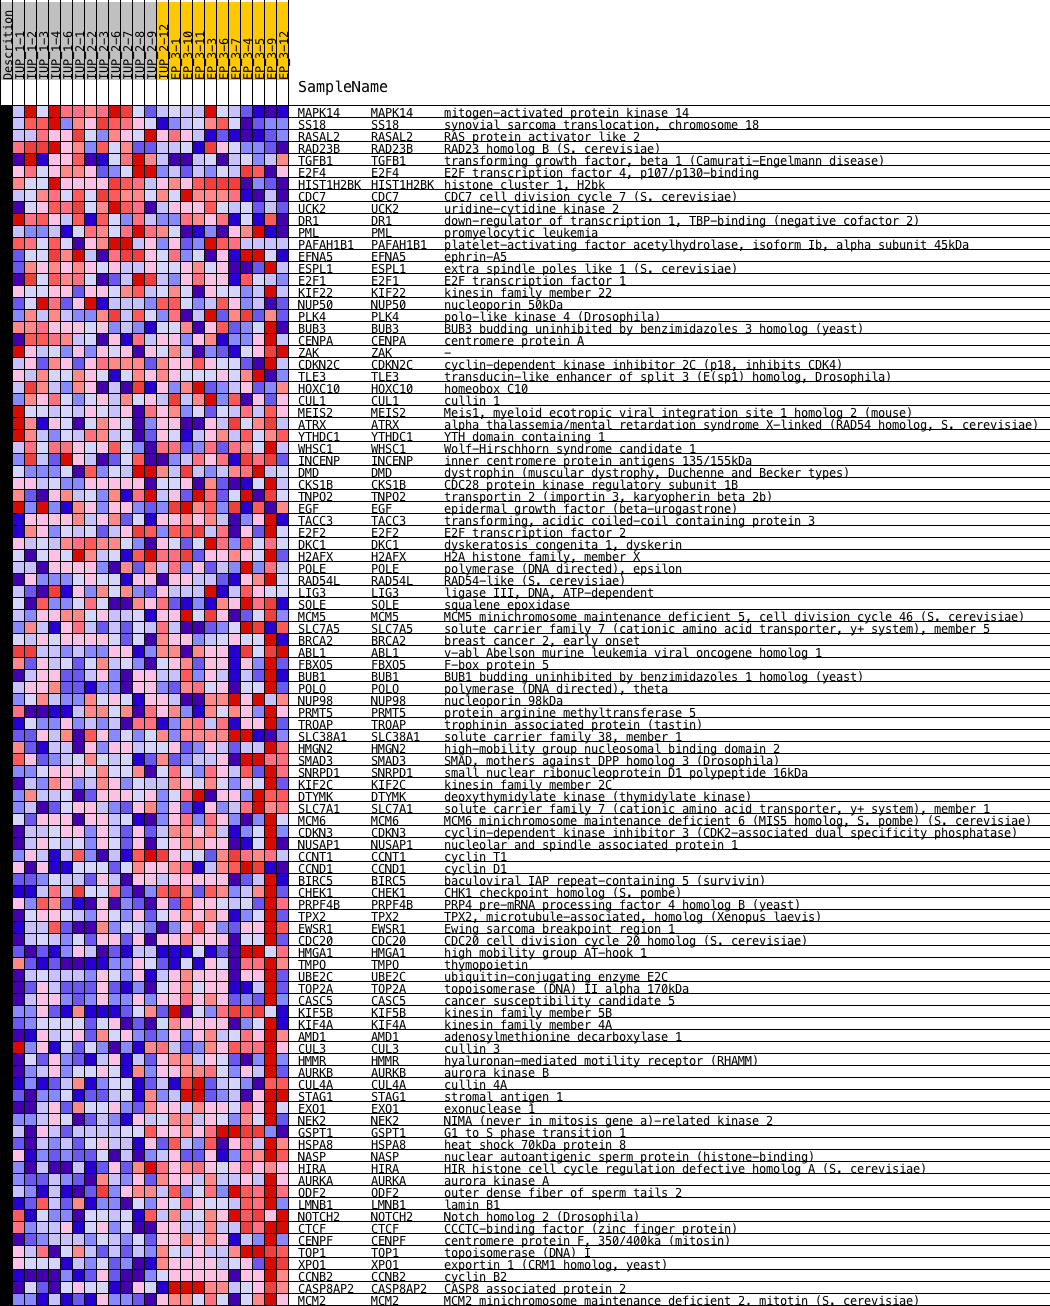 Descrition
IUP_1-1
IUP_1-2
IUP_1-3
IUP_1-4
IUP_1-6
IUP_2-1
IUP_2-2
IUP_2-3
IUP_2-6
IUP_2-7
IUP_2-8
IUP_2-9
IUP_2-12
EP_3-1
EP_3-10
EP_3-11
EP_3-3
EP_3-6
EP_3-7
EP_3-4
EP_3-5
EP_3-9
EP_3-12
SampleName
MAPK14 MAPK14 mitogen-activated protein kinase 14
SS18 SS18 synovial sarcoma translocation, chromosome 18
RASAL2 RASAL2 RAS protein activator like 2
RAD23B RAD23B RAD23 homolog B (S. cerevisiae)
TGFB1 TGFB1 transforming growth factor, beta 1 (Camurati-Engelmann disease)
E2F4 E2F4 E2F transcription factor 4, p107/p130-binding
HIST1H2BK HIST1H2BK histone cluster 1, H2bk
CDC7 CDC7 CDC7 cell division cycle 7 (S. cerevisiae)
UCK2 UCK2 uridine-cytidine kinase 2
DR1 DR1 down-regulator of transcription 1, TBP-binding (negative cofactor 2)
PML PML promyelocytic leukemia
PAFAH1B1 PAFAH1B1 platelet-activating factor acetylhydrolase, isoform Ib, alpha subunit 45kDa
EFNA5 EFNA5 ephrin-A5
ESPL1 ESPL1 extra spindle poles like 1 (S. cerevisiae)
E2F1 E2F1 E2F transcription factor 1
KIF22 KIF22 kinesin family member 22
NUP50 NUP50 nucleoporin 50kDa
PLK4 PLK4 polo-like kinase 4 (Drosophila)
BUB3 BUB3 BUB3 budding uninhibited by benzimidazoles 3 homolog (yeast)
CENPA CENPA centromere protein A
ZAK ZAK -
CDKN2C CDKN2C cyclin-dependent kinase inhibitor 2C (p18, inhibits CDK4)
TLE3 TLE3 transducin-like enhancer of split 3 (E(sp1) homolog, Drosophila)
HOXC10 HOXC10 homeobox C10
CUL1 CUL1 cullin 1
MEIS2 MEIS2 Meis1, myeloid ecotropic viral integration site 1 homolog 2 (mouse)
ATRX ATRX alpha thalassemia/mental retardation syndrome X-linked (RAD54 homolog, S. cerevisiae)
YTHDC1 YTHDC1 YTH domain containing 1
WHSC1 WHSC1 Wolf-Hirschhorn syndrome candidate 1
INCENP INCENP inner centromere protein antigens 135/155kDa
DMD DMD dystrophin (muscular dystrophy, Duchenne and Becker types)
CKS1B CKS1B CDC28 protein kinase regulatory subunit 1B
TNPO2 TNPO2 transportin 2 (importin 3, karyopherin beta 2b)
EGF EGF epidermal growth factor (beta-urogastrone)
TACC3 TACC3 transforming, acidic coiled-coil containing protein 3
E2F2 E2F2 E2F transcription factor 2
DKC1 DKC1 dyskeratosis congenita 1, dyskerin
H2AFX H2AFX H2A histone family, member X
POLE POLE polymerase (DNA directed), epsilon
RAD54L RAD54L RAD54-like (S. cerevisiae)
LIG3 LIG3 ligase III, DNA, ATP-dependent
SQLE SQLE squalene epoxidase
MCM5 MCM5 MCM5 minichromosome maintenance deficient 5, cell division cycle 46 (S. cerevisiae)
SLC7A5 SLC7A5 solute carrier family 7 (cationic amino acid transporter, y+ system), member 5
BRCA2 BRCA2 breast cancer 2, early onset
ABL1 ABL1 v-abl Abelson murine leukemia viral oncogene homolog 1
FBXO5 FBXO5 F-box protein 5
BUB1 BUB1 BUB1 budding uninhibited by benzimidazoles 1 homolog (yeast)
POLQ POLQ polymerase (DNA directed), theta
NUP98 NUP98 nucleoporin 98kDa
PRMT5 PRMT5 protein arginine methyltransferase 5
TROAP TROAP trophinin associated protein (tastin)
SLC38A1 SLC38A1 solute carrier family 38, member 1
HMGN2 HMGN2 high-mobility group nucleosomal binding domain 2
SMAD3 SMAD3 SMAD, mothers against DPP homolog 3 (Drosophila)
SNRPD1 SNRPD1 small nuclear ribonucleoprotein D1 polypeptide 16kDa
KIF2C KIF2C kinesin family member 2C
DTYMK DTYMK deoxythymidylate kinase (thymidylate kinase)
SLC7A1 SLC7A1 solute carrier family 7 (cationic amino acid transporter, y+ system), member 1
MCM6 MCM6 MCM6 minichromosome maintenance deficient 6 (MIS5 homolog, S. pombe) (S. cerevisiae)
CDKN3 CDKN3 cyclin-dependent kinase inhibitor 3 (CDK2-associated dual specificity phosphatase)
NUSAP1 NUSAP1 nucleolar and spindle associated protein 1
CCNT1 CCNT1 cyclin T1
CCND1 CCND1 cyclin D1
BIRC5 BIRC5 baculoviral IAP repeat-containing 5 (survivin)
CHEK1 CHEK1 CHK1 checkpoint homolog (S. pombe)
PRPF4B PRPF4B PRP4 pre-mRNA processing factor 4 homolog B (yeast)
TPX2 TPX2 TPX2, microtubule-associated, homolog (Xenopus laevis)
EWSR1 EWSR1 Ewing sarcoma breakpoint region 1
CDC20 CDC20 CDC20 cell division cycle 20 homolog (S. cerevisiae)
HMGA1 HMGA1 high mobility group AT-hook 1
TMPO TMPO thymopoietin
UBE2C UBE2C ubiquitin-conjugating enzyme E2C
TOP2A TOP2A topoisomerase (DNA) II alpha 170kDa
CASC5 CASC5 cancer susceptibility candidate 5
KIF5B KIF5B kinesin family member 5B
KIF4A KIF4A kinesin family member 4A
AMD1 AMD1 adenosylmethionine decarboxylase 1
CUL3 CUL3 cullin 3
HMMR HMMR hyaluronan-mediated motility receptor (RHAMM)
AURKB AURKB aurora kinase B
CUL4A CUL4A cullin 4A
STAG1 STAG1 stromal antigen 1
EXO1 EXO1 exonuclease 1
NEK2 NEK2 NIMA (never in mitosis gene a)-related kinase 2
GSPT1 GSPT1 G1 to S phase transition 1
HSPA8 HSPA8 heat shock 70kDa protein 8
NASP NASP nuclear autoantigenic sperm protein (histone-binding)
HIRA HIRA HIR histone cell cycle regulation defective homolog A (S. cerevisiae)
AURKA AURKA aurora kinase A
ODF2 ODF2 outer dense fiber of sperm tails 2
LMNB1 LMNB1 lamin B1
NOTCH2 NOTCH2 Notch homolog 2 (Drosophila)
CTCF CTCF CCCTC-binding factor (zinc finger protein)
CENPF CENPF centromere protein F, 350/400ka (mitosin)
TOP1 TOP1 topoisomerase (DNA) I
XPO1 XPO1 exportin 1 (CRM1 homolog, yeast)
CCNB2 CCNB2 cyclin B2
CASP8AP2 CASP8AP2 CASP8 associated protein 2
MCM2 MCM2 MCM2 minichromosome maintenance deficient 2, mitotin (S. cerevisiae)